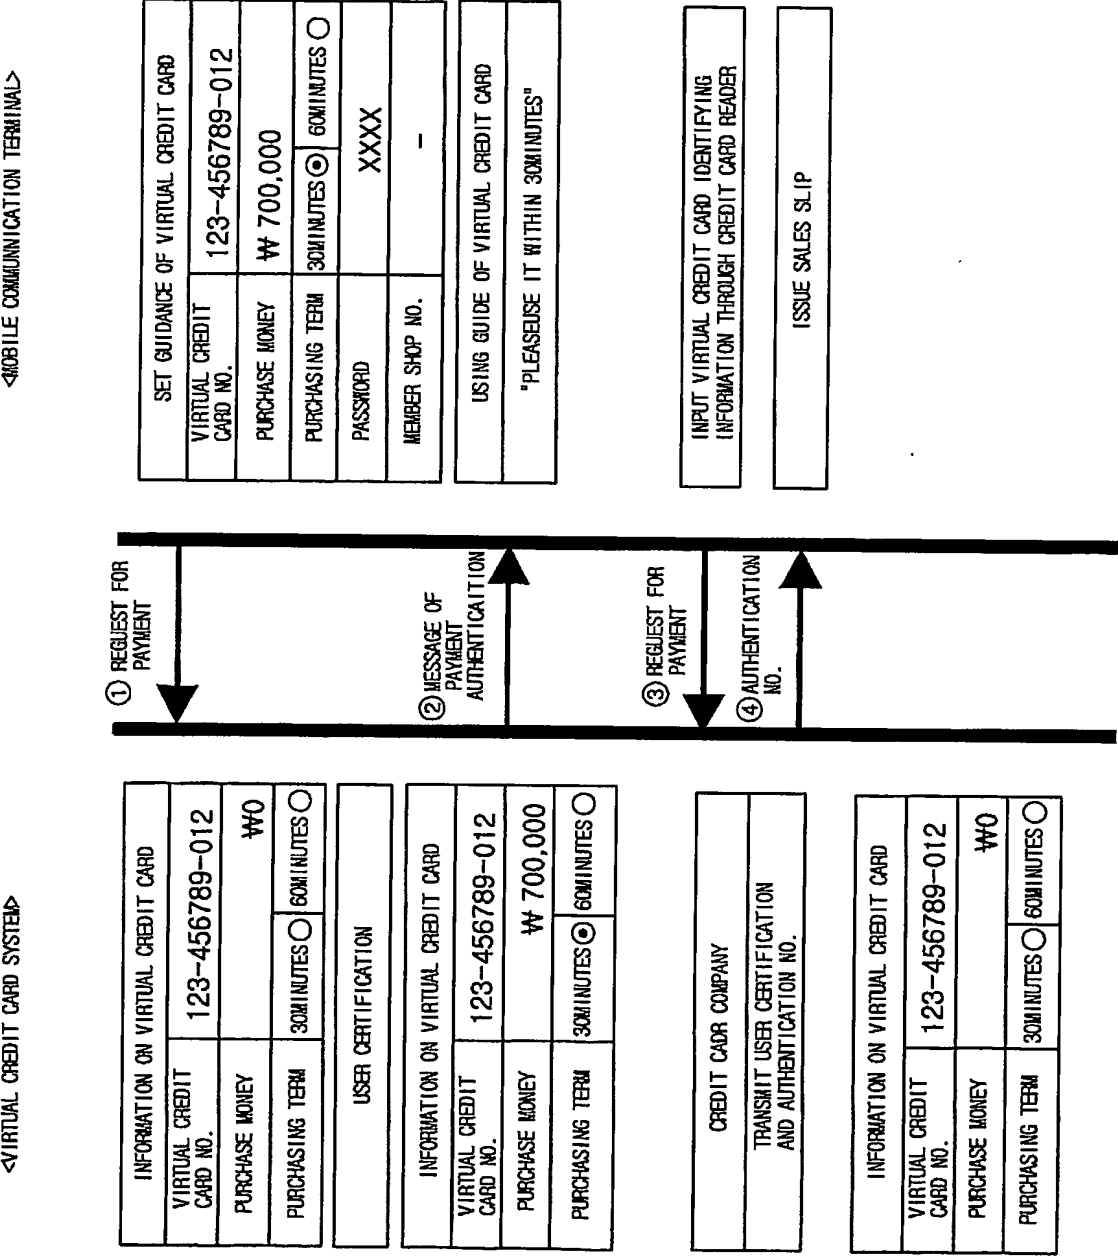 <VIRTUAL CREDIT CARD SYSTEM>
<MOBILE COMMUNNICATION TERMINAL>
INFORMATION ON VIRTUAL CREDIT CARD
VIRTUAL CREDIT
CARD NO.
123-456789-012
PURCHASE MONEY
₩0
PURCHASING TERM
30MINUTES
60MINUTES
USER CERTIFICATION
INFORMATION ON VIRTUAL CREDIT CARD
VIRTUAL CREDIT
CARD NO.
123-456789-012
PURCHASE MONEY
₩ 700,000
PURCHASING TERM
30MINUTES
60MINUTES
CREDIT CADR COMPANY
TRANSMIT USER CERTIFICATION
AND AUTHENTICATION NO.
INFORMATION ON VIRTUAL CREDIT CARD
VIRTUAL CREDIT
CARD NO.
123-456789-012
PURCHASE MONEY
₩0
PURCHASING TERM
30MINUTES
60MINUTES
① REGUEST FOR
PAYMENT
② MESSAGE OF
PAYMENT
AUTHENTICAITION
③ REGUEST FOR
PAYMENT
④ AUTHENTICATION
NO.
SET GUIDANCE OF VIRTUAL CREDIT CARD
VIRTUAL CREDIT
CARD NO.
123-456789-012
PURCHASE MONEY
₩ 700,000
PURCHASING TERM
30MINUTES
60MINUTES
PASSWORD
XXXX
MEMBER SHOP NO.
-
USING GUIDE OF VIRTUAL CREDIT CARD
"PLEASEUSE IT WITHIN 30MINUTES"
INPUT VIRTUAL CREDIT CARD IDENTIFYING
INFORMATION THROUGH CREDIT CARD READER
ISSUE SALES SLIP